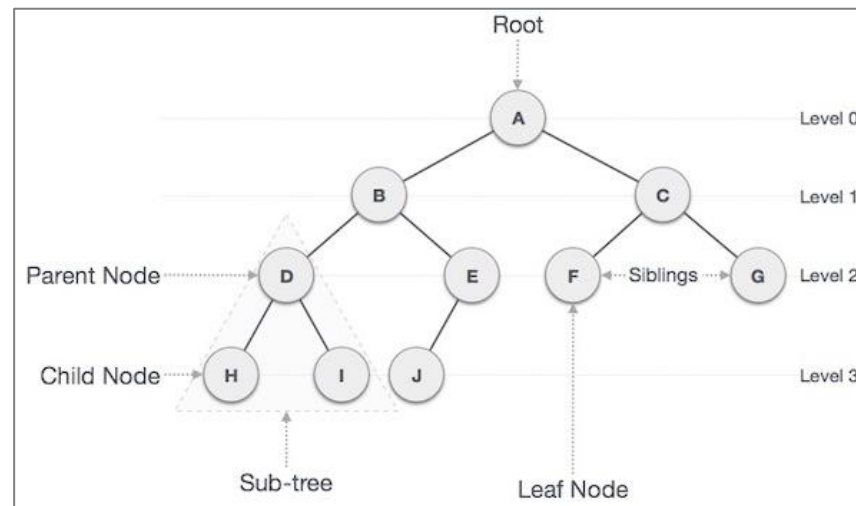 Root
A
Level 0
B
C
Level 1
Parent Node
D
E
F
Siblings
G
Level 2
Child Node
H
I
J
Level 3
Sub-tree
Leaf Node